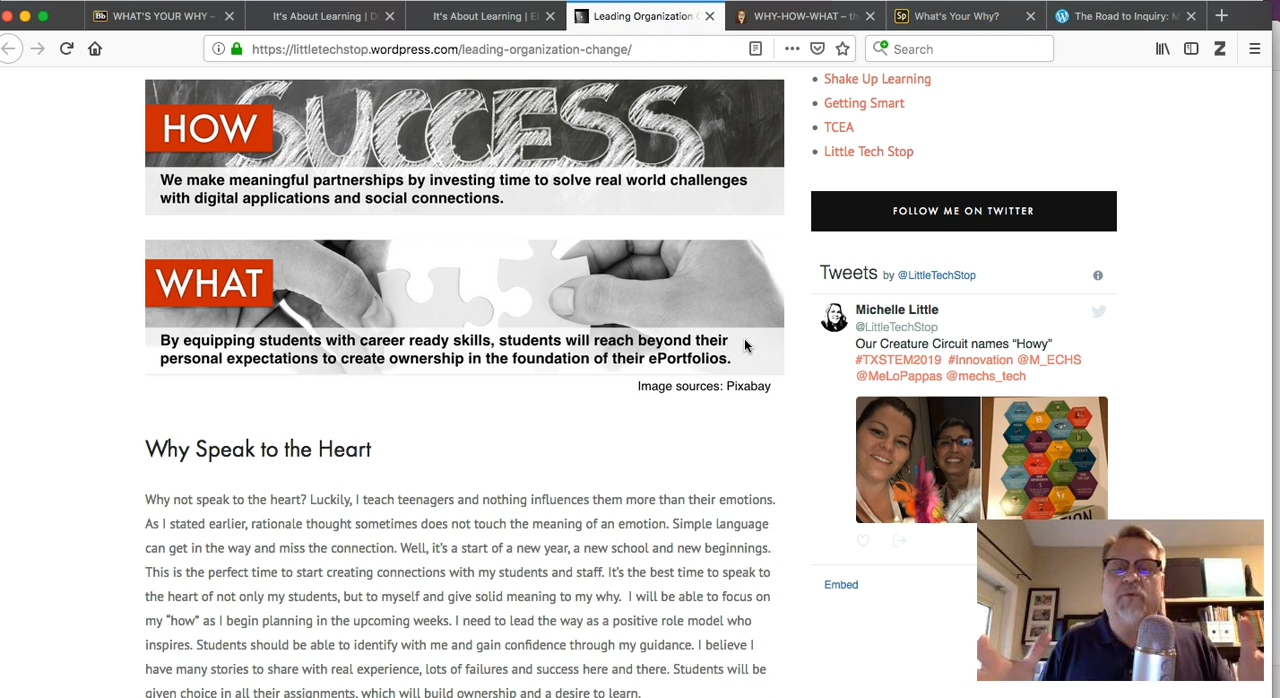 WHAT'S YOUR WHY –
It's About Learning | D
It's About Learning | E
Leading Organization C
WHY-HOW-WHAT – th
What's Your Why?
The Road to Inquiry: M
https://littletechstop.wordpress.com/leading-organization-change/
Search
HOW
SUCCESS
We make meaningful partnerships by investing time to solve real world challenges
with digital applications and social connections.
WHAT
By equipping students with career ready skills, students will reach beyond their
personal expectations to create ownership in the foundation of their ePortfolios.
Image sources: Pixabay
Why Speak to the Heart
Why not speak to the heart? Luckily, I teach teenagers and nothing influences them more than their emotions.
As I stated earlier, rationale thought sometimes does not touch the meaning of an emotion. Simple language
can get in the way and miss the connection. Well, it's a start of a new year, a new school and new beginnings.
This is the perfect time to start creating connections with my students and staff. It's the best time to speak to
the heart of not only my students, but to myself and give solid meaning to my why. I will be able to focus on
my "how" as I begin planning in the upcoming weeks. I need to lead the way as a positive role model who
inspires. Students should be able to identify with me and gain confidence through my guidance. I believe I
have many stories to share with real experience, lots of failures and success here and there. Students will be
given choice in all their assignments, which will build ownership and a desire to learn.
Shake Up Learning
Getting Smart
TCEA
Little Tech Stop
FOLLOW ME ON TWITTER
Tweets by @LittleTechStop
Michelle Little
@LittleTechStop
Our Creature Circuit names “Howy”
#TXSTEM2019 #Innovation @M_ECHS
@MeLoPappas @mechs_tech
Embed